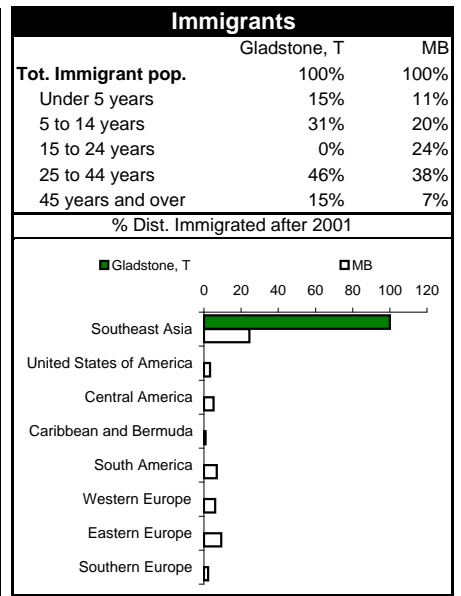 Immigrants
Gladstone, T MB
Tot. Immigrant pop. 100% 100%
Under 5 years 15% 11%
5 to 14 years 31% 20%
15 to 24 years 0% 24%
25 to 44 years 46% 38%
45 years and over 15% 7%
% Dist. Immigrated after 2001
Gladstone, T MB
0 20 40 60 80 100 120
Southeast Asia
United States of America
Central America
Caribbean and Bermuda
South America
Western Europe
Eastern Europe
Southern Europe